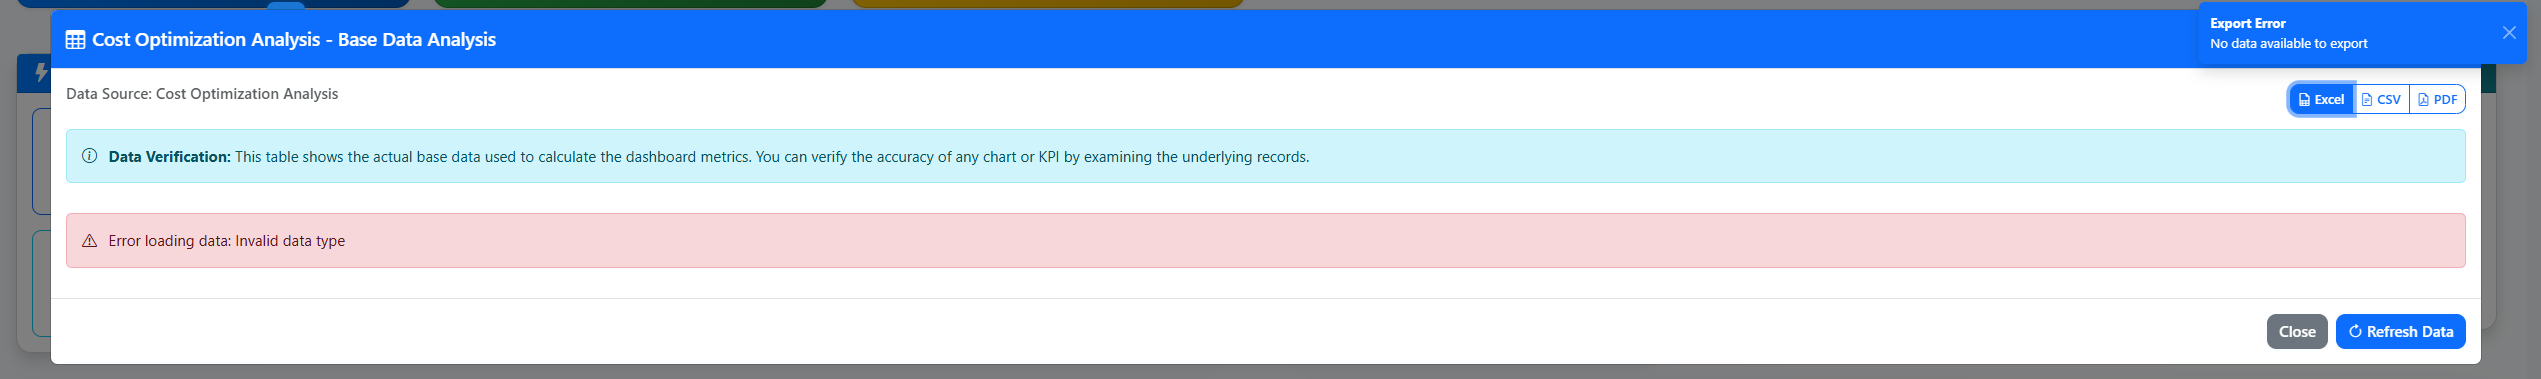 Export Error
No data available to export
Cost Optimization Analysis - Base Data Analysis
Data Source: Cost Optimization Analysis
Excel CSV PDF
Data Verification: This table shows the actual base data used to calculate the dashboard metrics. You can verify the accuracy of any chart or KPI by examining the underlying records.
Error loading data: Invalid data type
Close Refresh Data